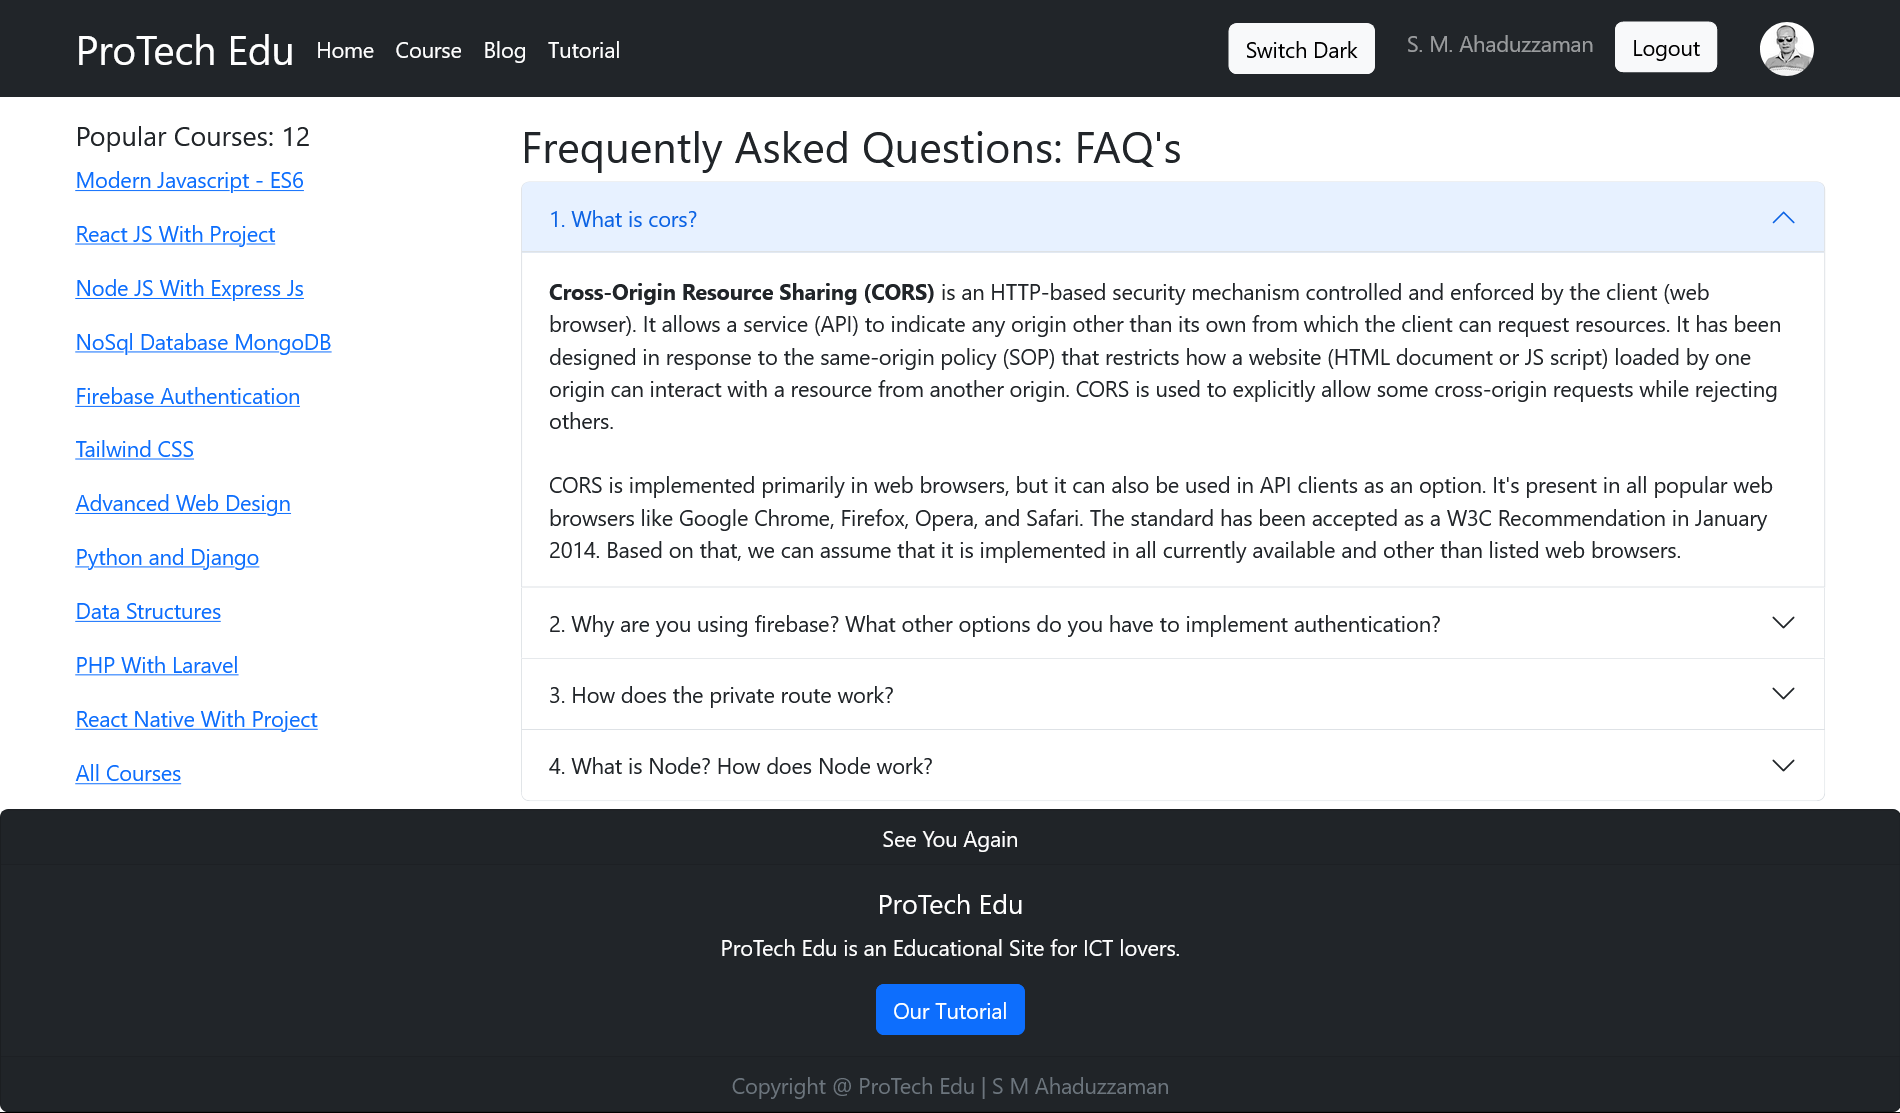 ProTech Edu Home Course Blog Tutorial Switch Dark S. M. Ahaduzzaman Logout
Popular Courses: 12
Modern Javascript - ES6
React JS With Project
Node JS With Express Js
NoSql Database MongoDB
Firebase Authentication
Tailwind CSS
Advanced Web Design
Python and Django
Data Structures
PHP With Laravel
React Native With Project
All Courses
Frequently Asked Questions: FAQ's
1. What is cors?
Cross-Origin Resource Sharing (CORS) is an HTTP-based security mechanism controlled and enforced by the client (web
browser). It allows a service (API) to indicate any origin other than its own from which the client can request resources. It has been
designed in response to the same-origin policy (SOP) that restricts how a website (HTML document or JS script) loaded by one
origin can interact with a resource from another origin. CORS is used to explicitly allow some cross-origin requests while rejecting
others.
CORS is implemented primarily in web browsers, but it can also be used in API clients as an option. It's present in all popular web
browsers like Google Chrome, Firefox, Opera, and Safari. The standard has been accepted as a W3C Recommendation in January
2014. Based on that, we can assume that it is implemented in all currently available and other than listed web browsers.
2. Why are you using firebase? What other options do you have to implement authentication?
3. How does the private route work?
4. What is Node? How does Node work?
See You Again
ProTech Edu
ProTech Edu is an Educational Site for ICT lovers.
Our Tutorial
Copyright @ ProTech Edu | S M Ahaduzzaman